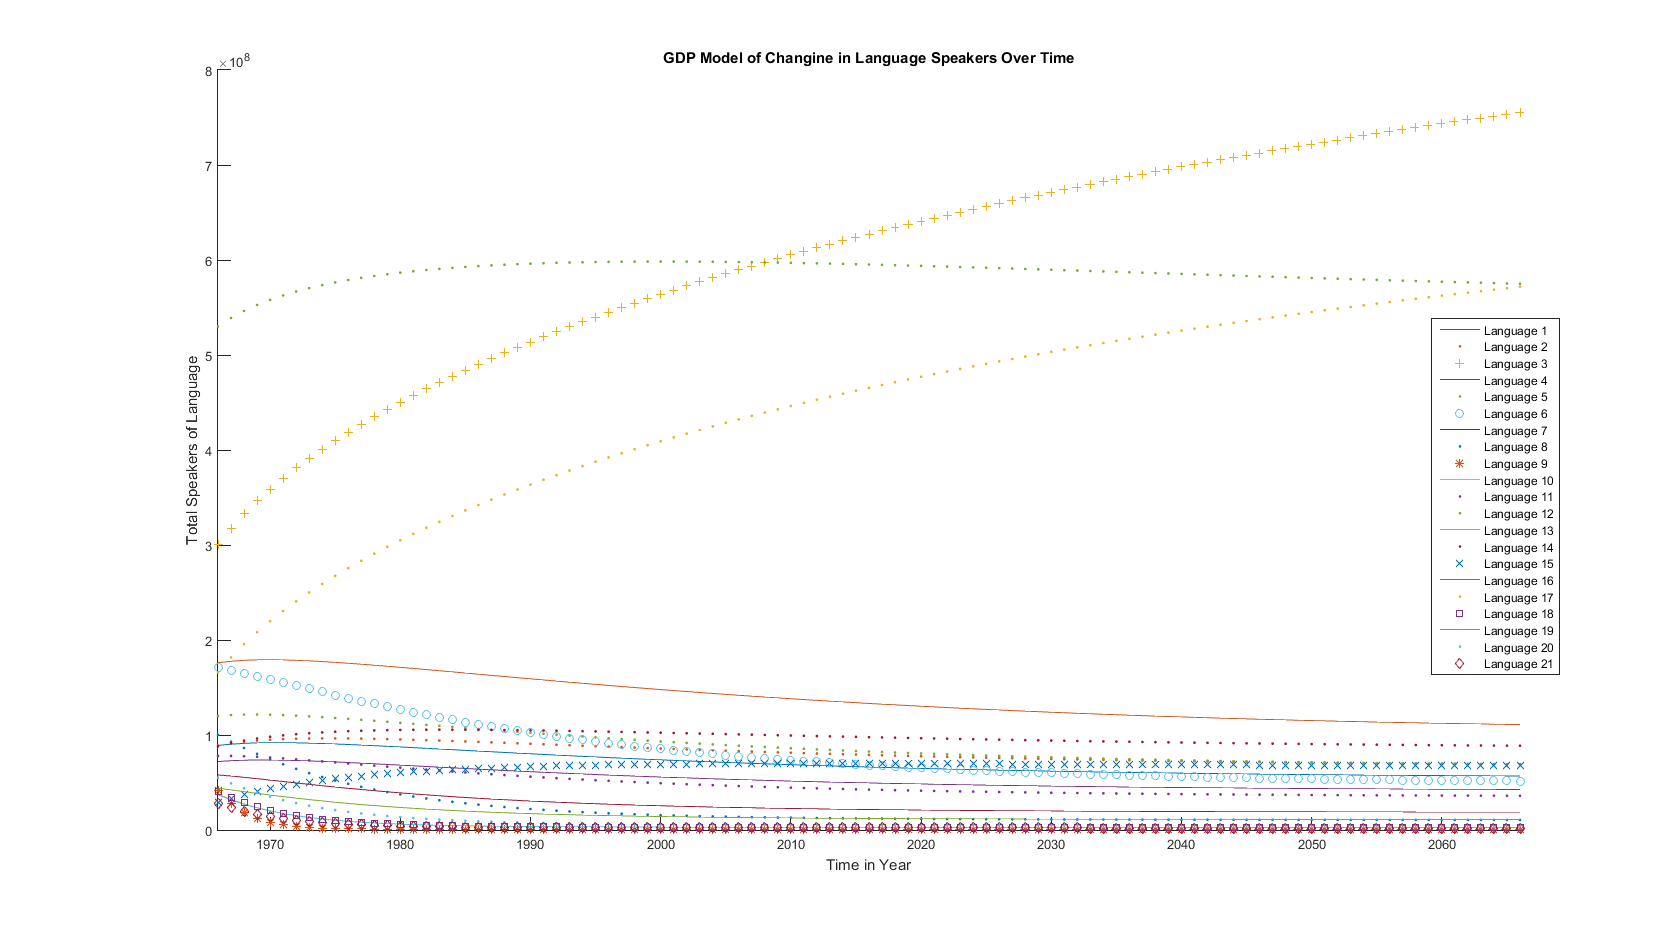 GDP Model of Changine in Language Speakers Over Time
×10^8
8
7
6
5
4
3
2
1
0
Total Speakers of Language
1970 1980 1990 2000 2010 2020 2030 2040 2050 2060
Time in Year
Language 1
Language 2
Language 3
Language 4
Language 5
Language 6
Language 7
Language 8
Language 9
Language 10
Language 11
Language 12
Language 13
Language 14
Language 15
Language 16
Language 17
Language 18
Language 19
Language 20
Language 21